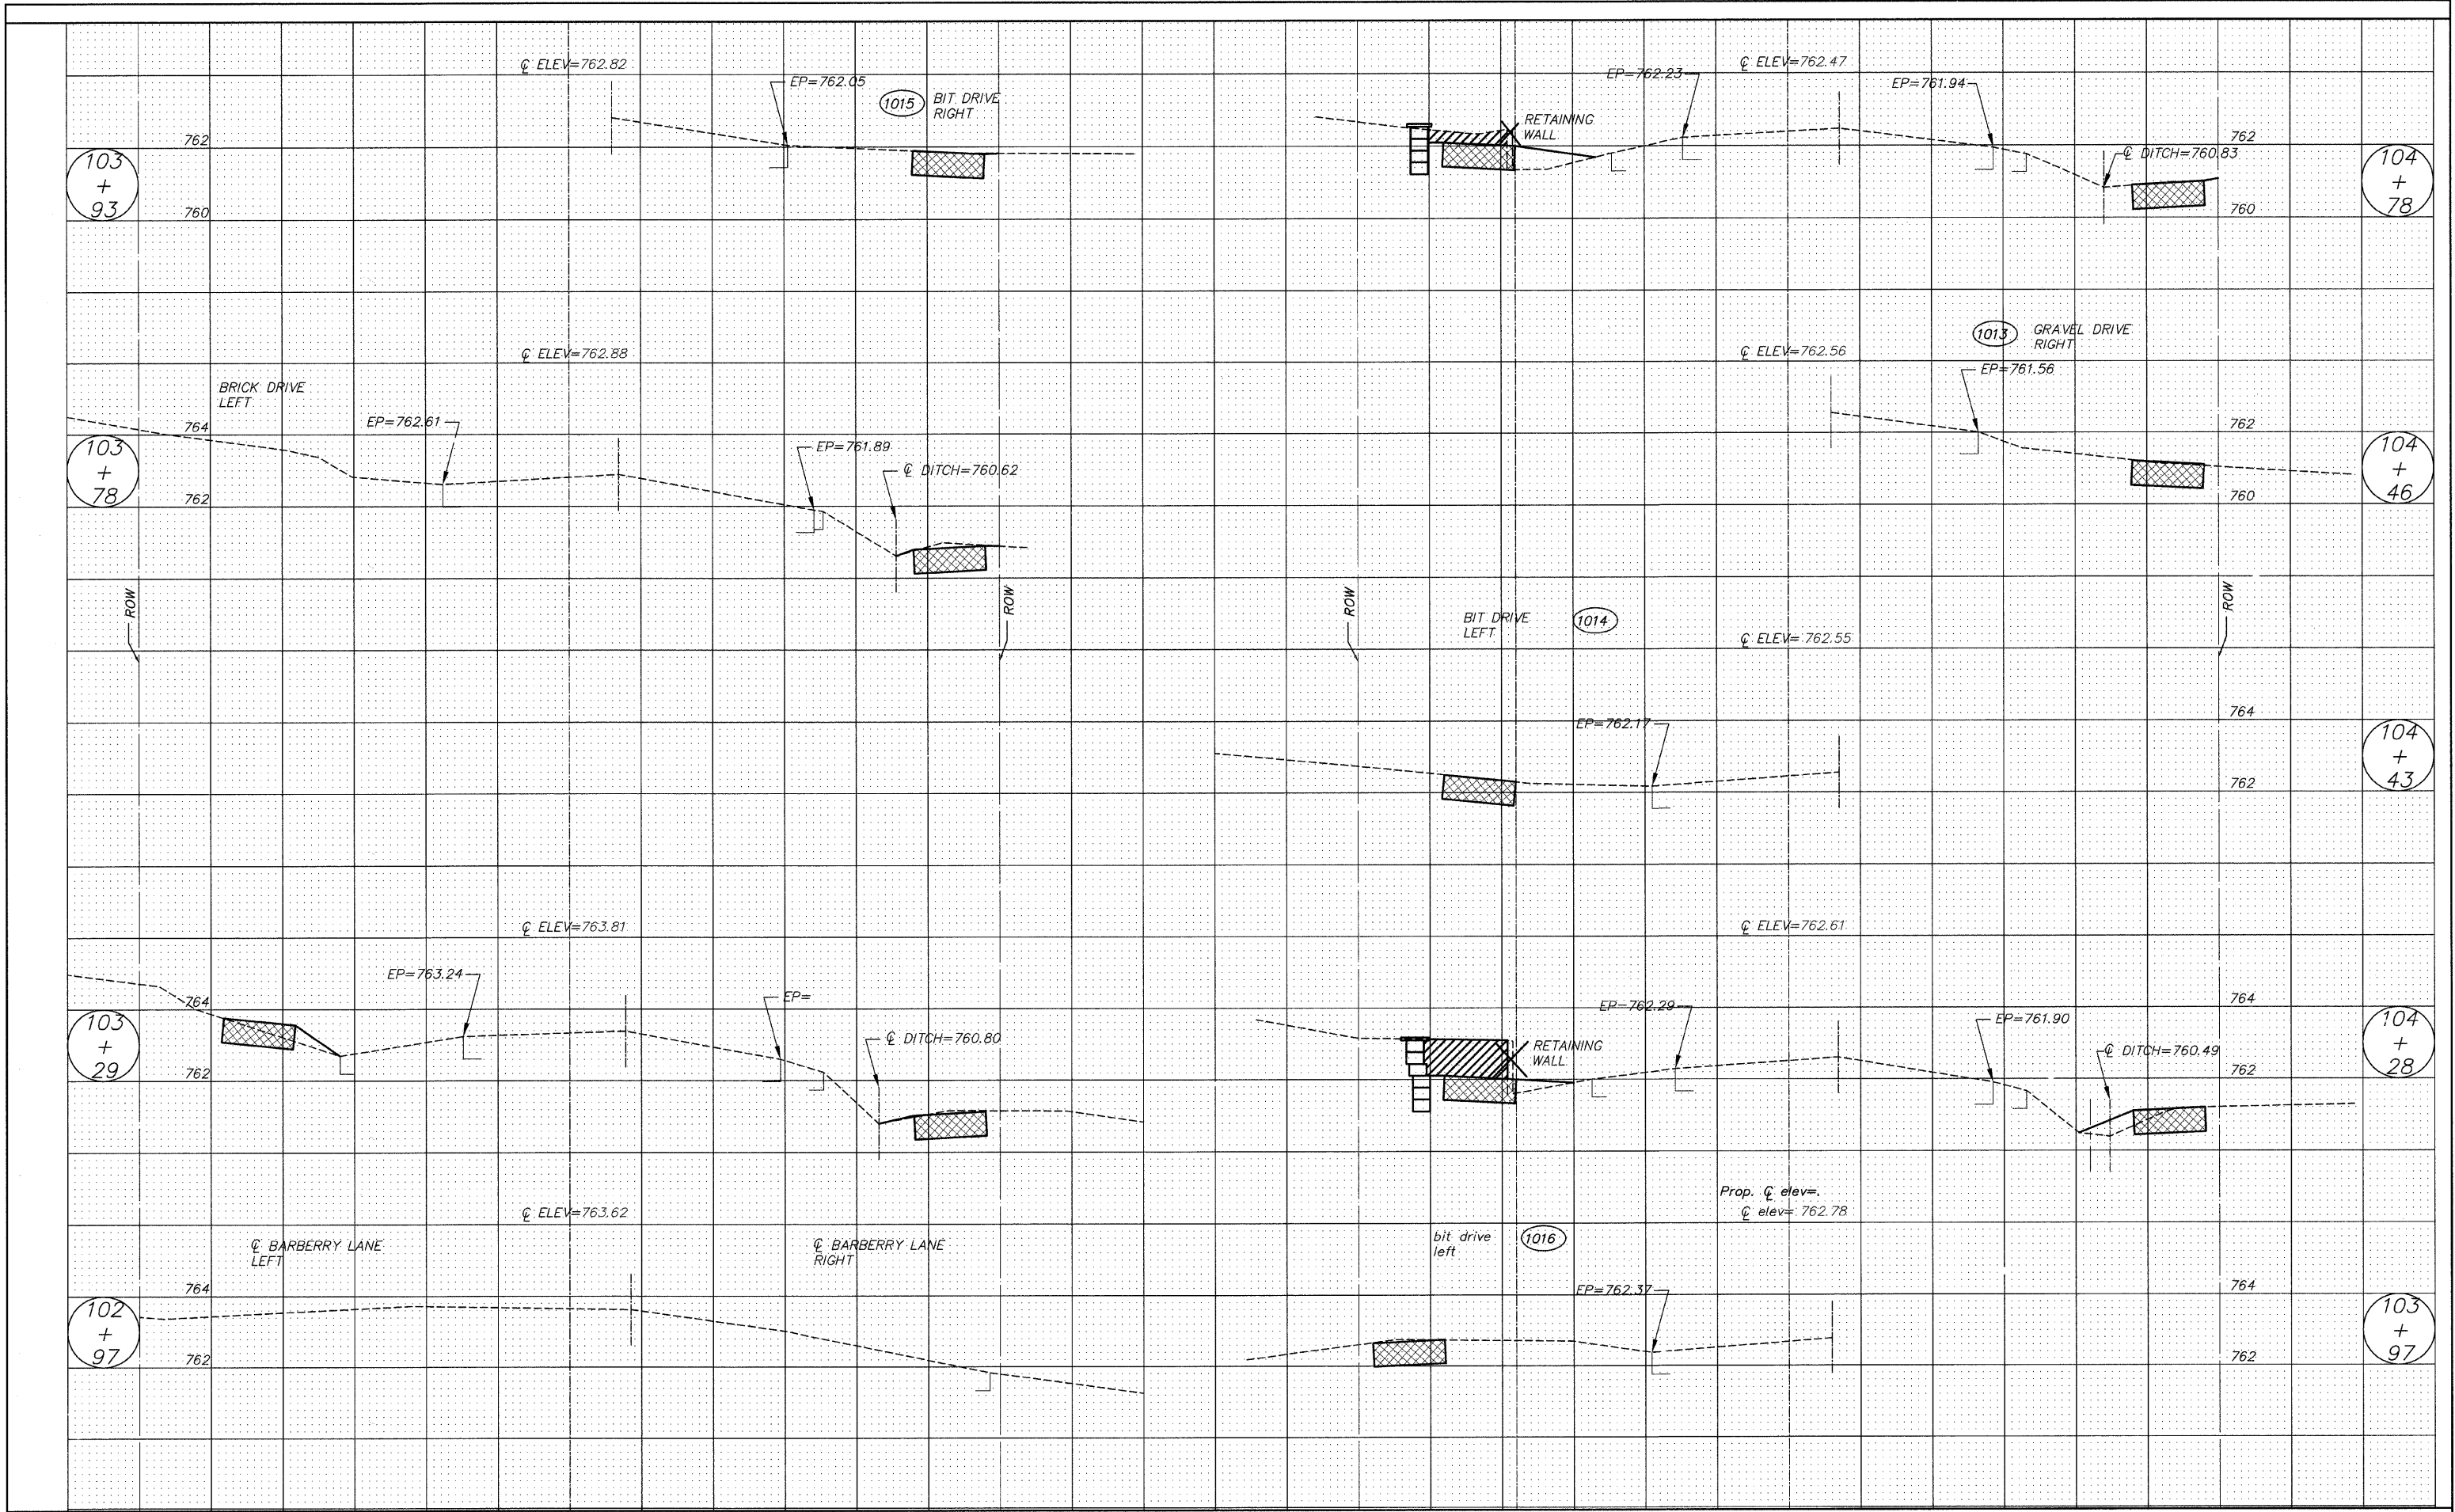 ℄ ELEV=762.82
EP=762.05
1015
BIT DRIVE
RIGHT
762
760
103
+
93
EP=762.23
℄ ELEV=762.47
EP=761.94
RETAINING
WALL
℄ DITCH=760.83
762
760
104
+
78
℄ ELEV=762.88
BRICK DRIVE
LEFT
EP=762.61
EP=761.89
℄ DITCH=760.62
764
762
103
+
78
1013
GRAVEL DRIVE
RIGHT
℄ ELEV=762.56
EP=761.56
762
760
104
+
46
ROW
ROW
ROW
ROW
BIT DRIVE
LEFT
1014
℄ ELEV= 762.55
EP=762.17
764
762
104
+
43
℄ ELEV=763.81
EP=763.24
EP=
℄ DITCH=760.80
764
762
103
+
29
℄ ELEV=762.61
EP=762.29
EP=761.90
RETAINING
WALL
℄ DITCH=760.49
764
762
104
+
28
℄ ELEV=763.62
℄ BARBERRY LANE
LEFT
℄ BARBERRY LANE
RIGHT
764
762
102
+
97
Prop. ℄ elev=.
℄ elev= 762.78
bit drive
left
1016
EP=762.37
764
762
103
+
97